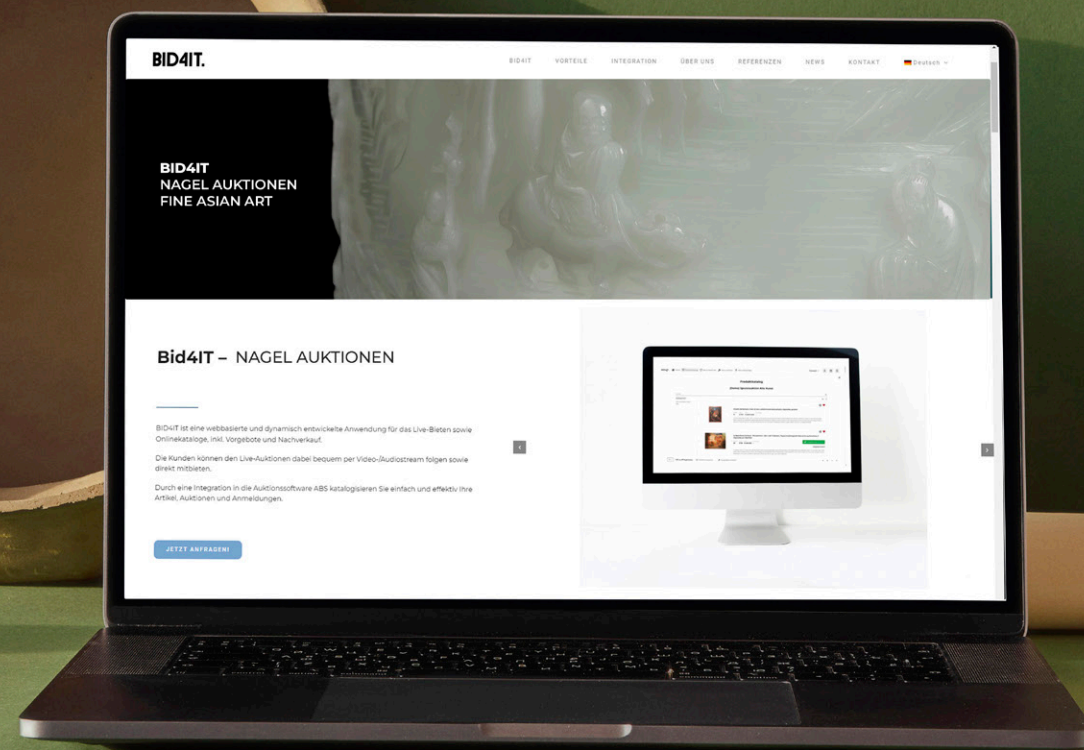 BID4IT.
BID4IT VORTEILE INTEGRATION ÜBER UNS REFERENZEN NEWS KONTAKT Deutsch
BID4IT
NAGEL AUKTIONEN
FINE ASIAN ART
Bid4IT – NAGEL AUKTIONEN
BID4IT ist eine webbasierte und dynamisch entwickelte Anwendung für das Live-Bieten sowie
Onlinekataloge, inkl. Vorgebote und Nachverkauf.
Die Kunden können den Live-Auktionen dabei bequem per Video-/Audiostream folgen sowie
direkt mitbieten.
Durch eine Integration in die Auktionssoftware ABS katalogisieren Sie einfach und effektiv Ihre
Artikel, Auktionen und Anmeldungen.
JETZT ANFRAGEN!